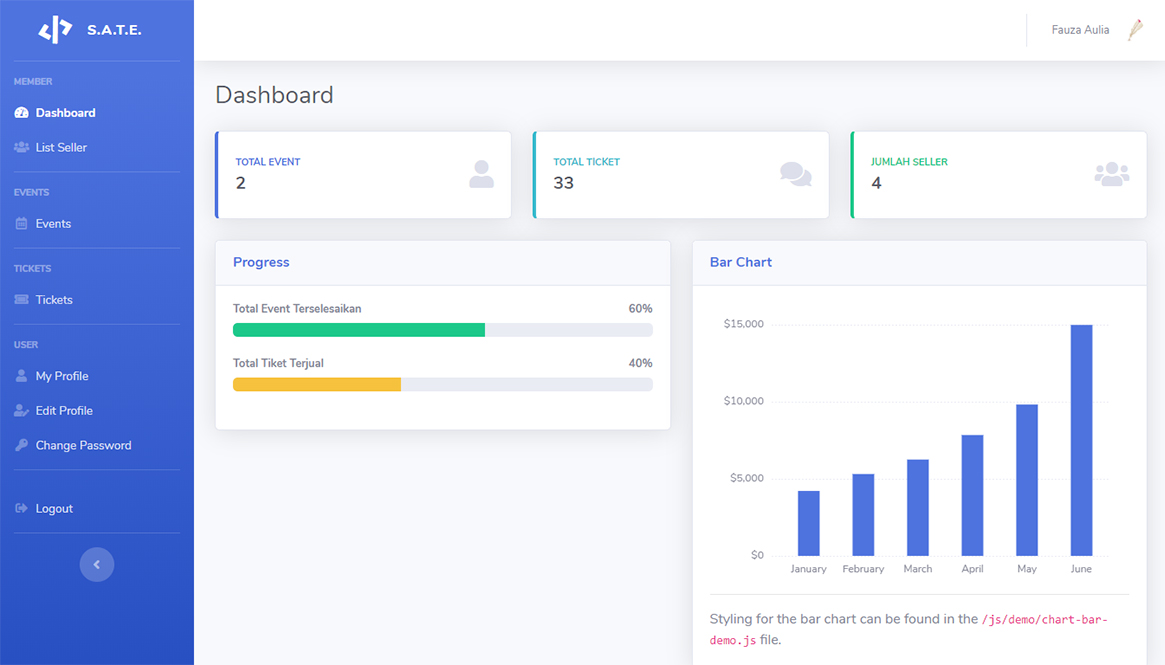 S.A.T.E.
Fauza Aulia
MEMBER
Dashboard
List Seller
EVENTS
Events
TICKETS
Tickets
USER
My Profile
Edit Profile
Change Password
Logout
Dashboard
TOTAL EVENT
2
TOTAL TICKET
33
JUMLAH SELLER
4
Progress
Total Event Terselesaikan 60%
Total Tiket Terjual 40%
Bar Chart
$15,000
$10,000
$5,000
$0
January February March April May June
Styling for the bar chart can be found in the /js/demo/chart-bar-
demo.js file.